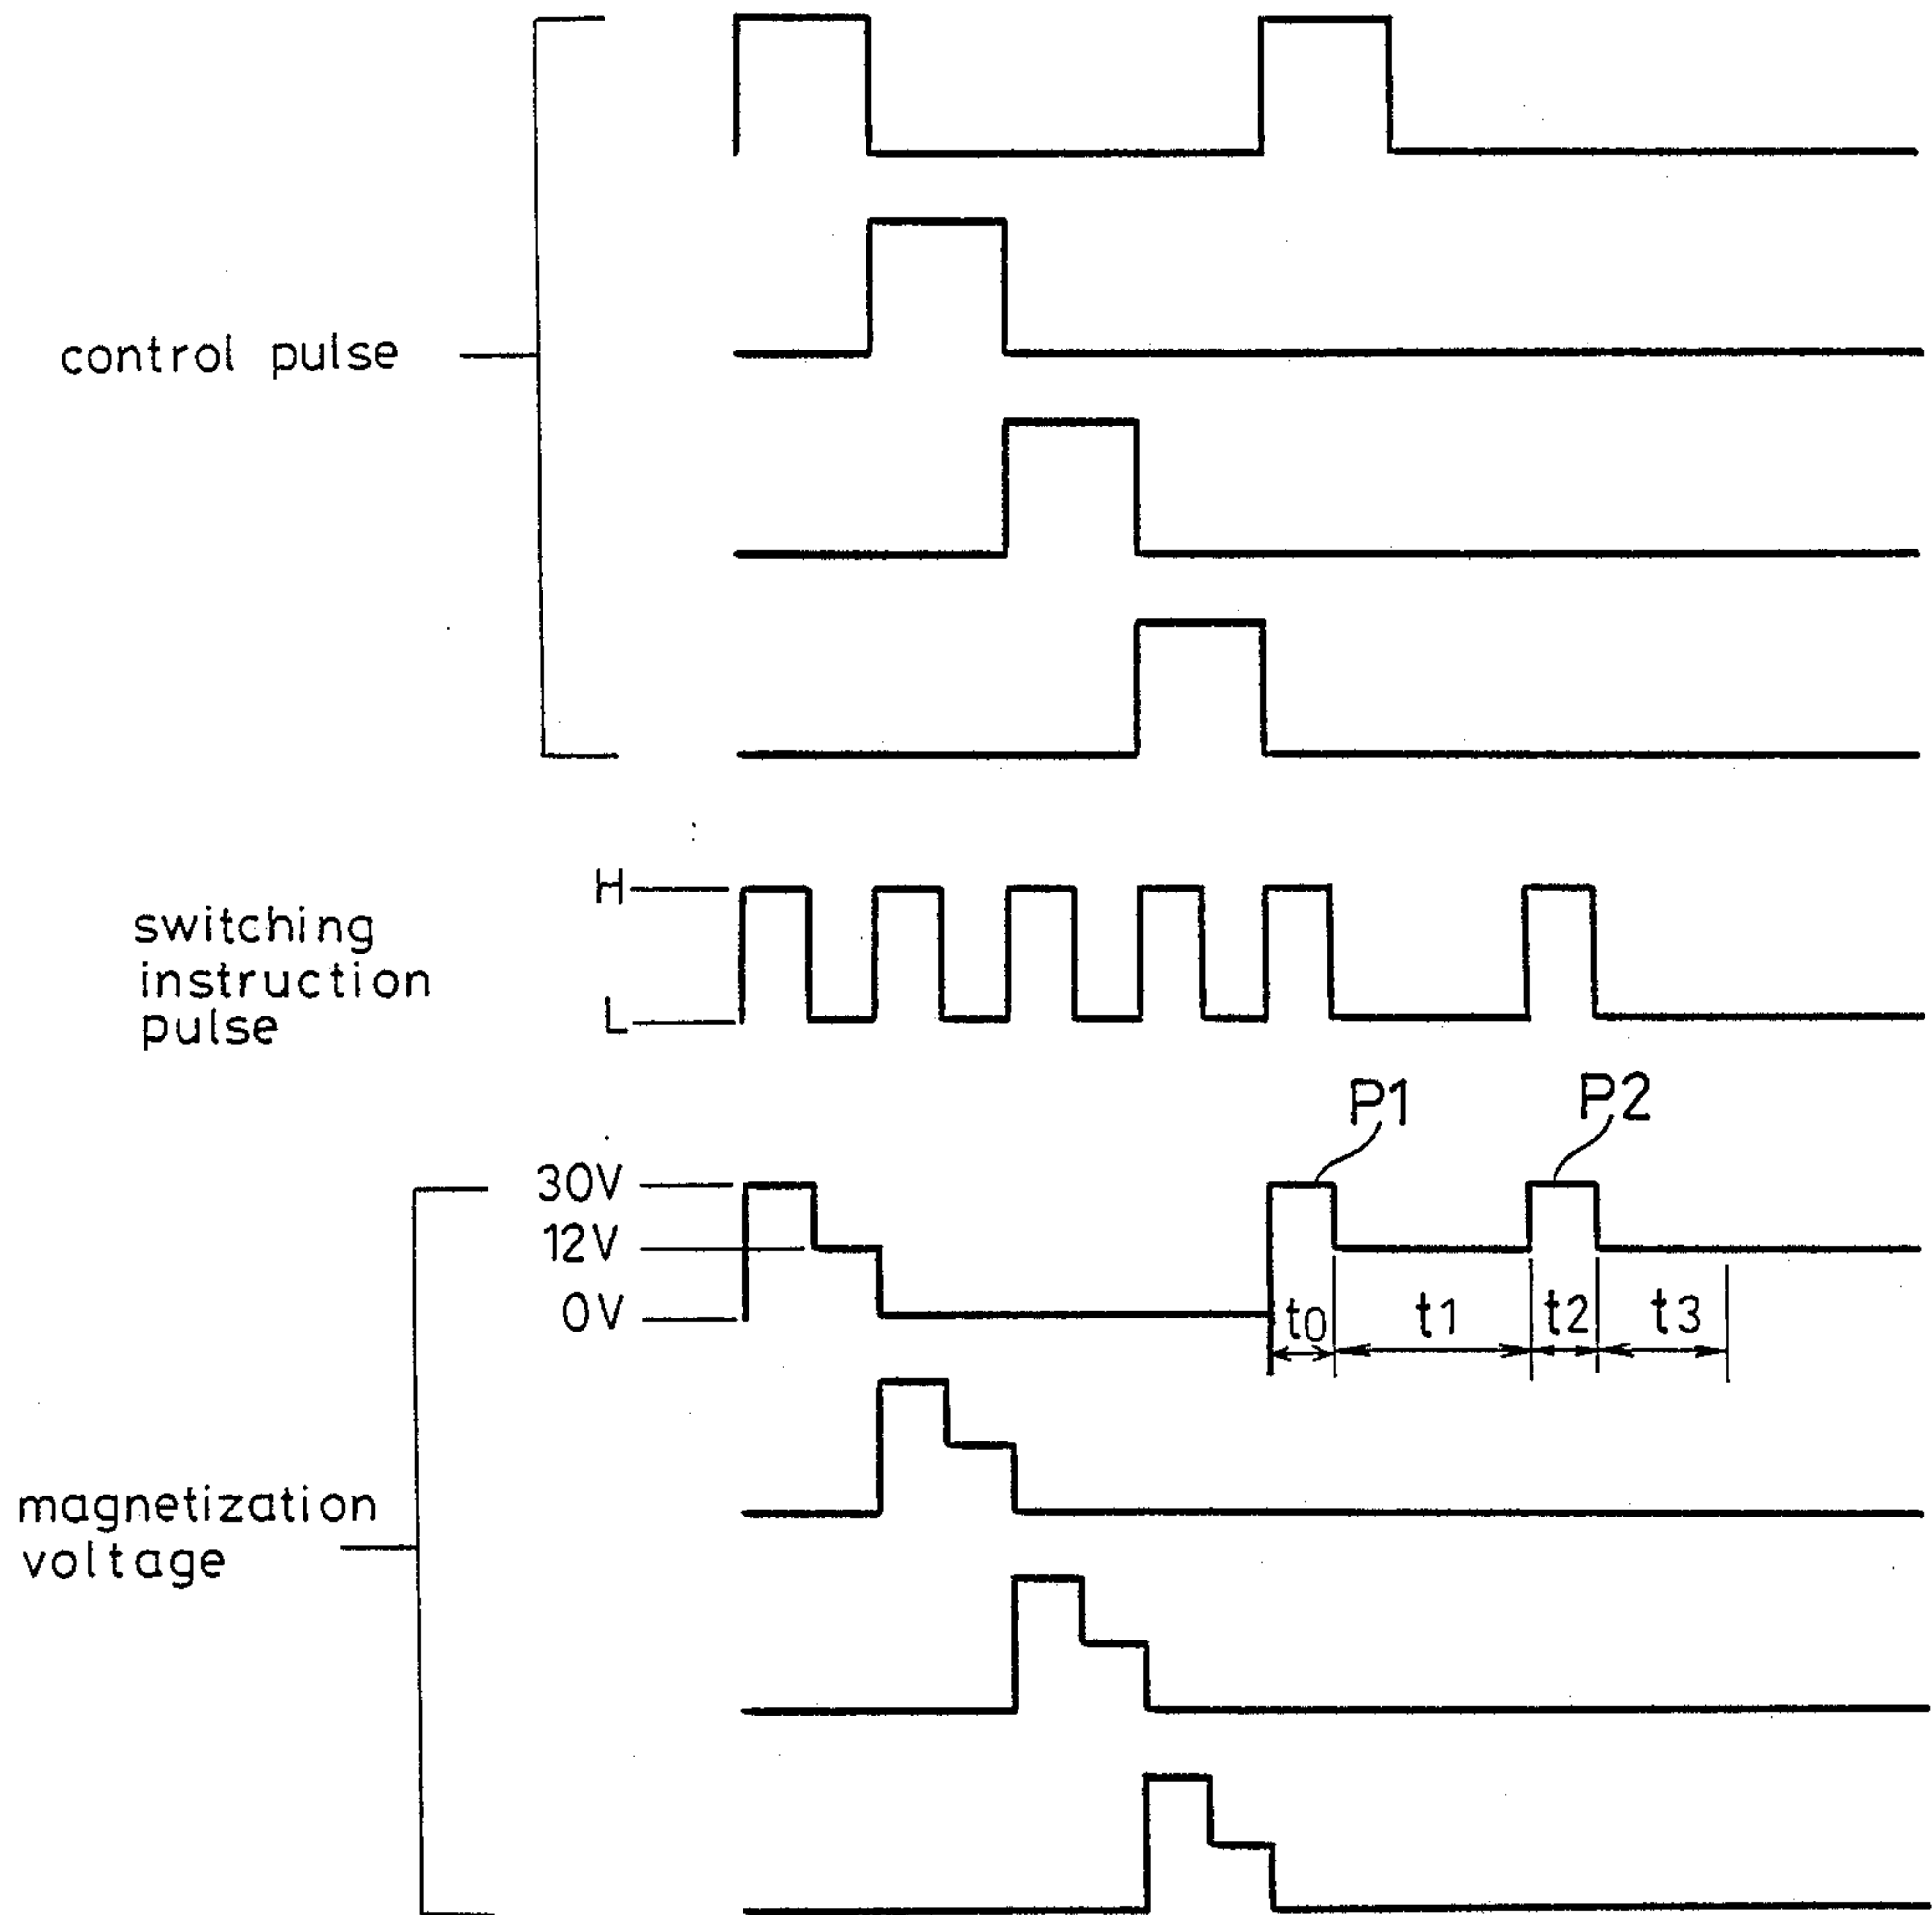 control pulse
H
switching
instruction
pulse
L
P1
P2
30V
12V
0V
t0
t1
t2
t3
magnetization
voltage